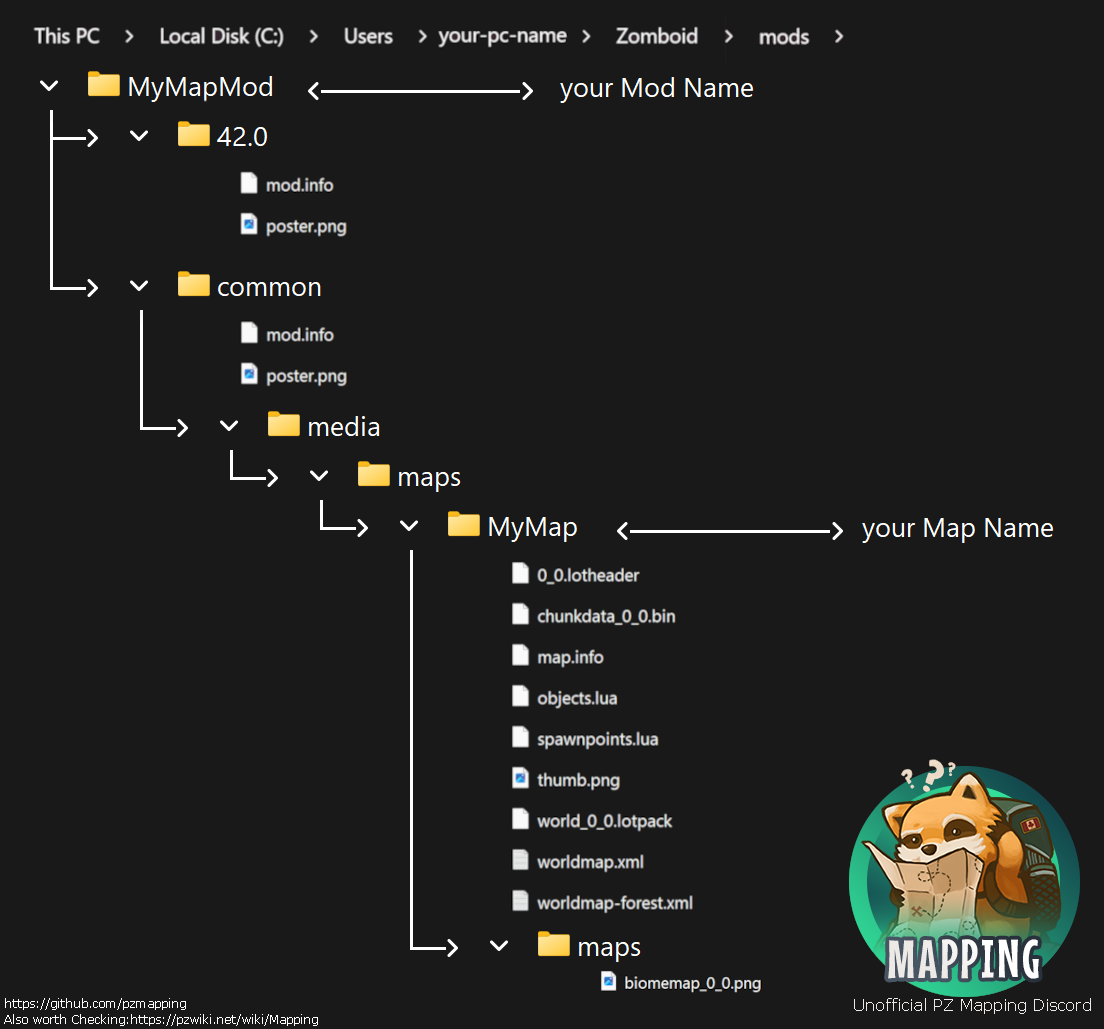 This PC > Local Disk (C:) > Users > your-pc-name > Zomboid > mods >
MyMapMod your Mod Name
42.0
mod.info
poster.png
common
mod.info
poster.png
media
maps
MyMap your Map Name
0_0.lotheader
chunkdata_0_0.bin
map.info
objects.lua
spawnpoints.lua
thumb.png
world_0_0.lotpack
worldmap.xml
worldmap-forest.xml
maps
biomemap_0_0.png
???
MAPPING
Unofficial PZ Mapping Discord
https://github.com/pzmapping
Also worth Checking:https://pzwiki.net/wiki/Mapping